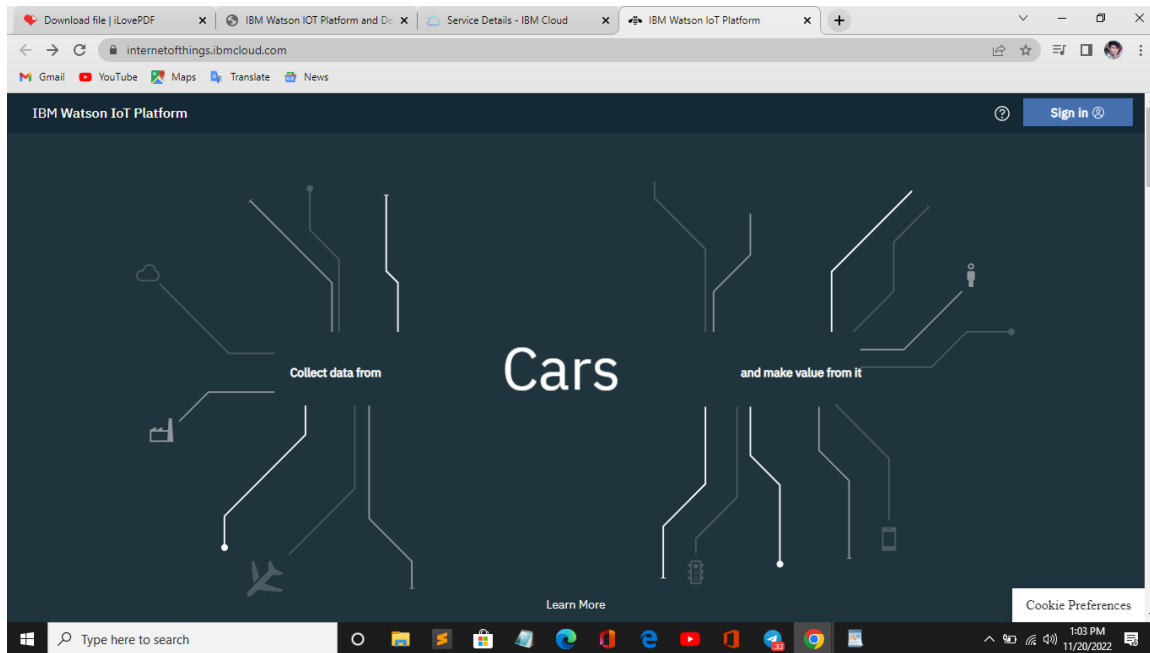 Download file | iLovePDF
IBM Watson IOT Platform and De
Service Details - IBM Cloud
IBM Watson IoT Platform
internetofthings.ibmcloud.com
Gmail YouTube Maps Translate News
IBM Watson IoT Platform
Sign in
Collect data from
Cars
and make value from it
Learn More
Cookie Preferences
Type here to search
32
1:03 PM
11/20/2022